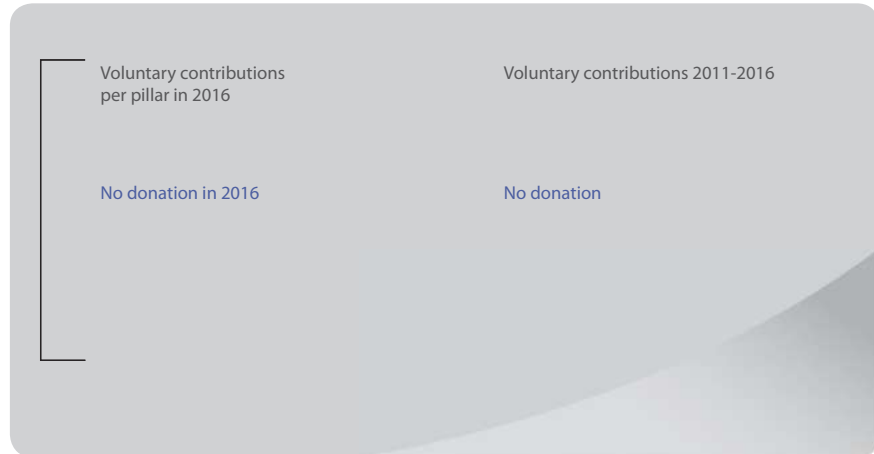 Voluntary contributions
per pillar in 2016
Voluntary contributions 2011-2016
No donation in 2016
No donation